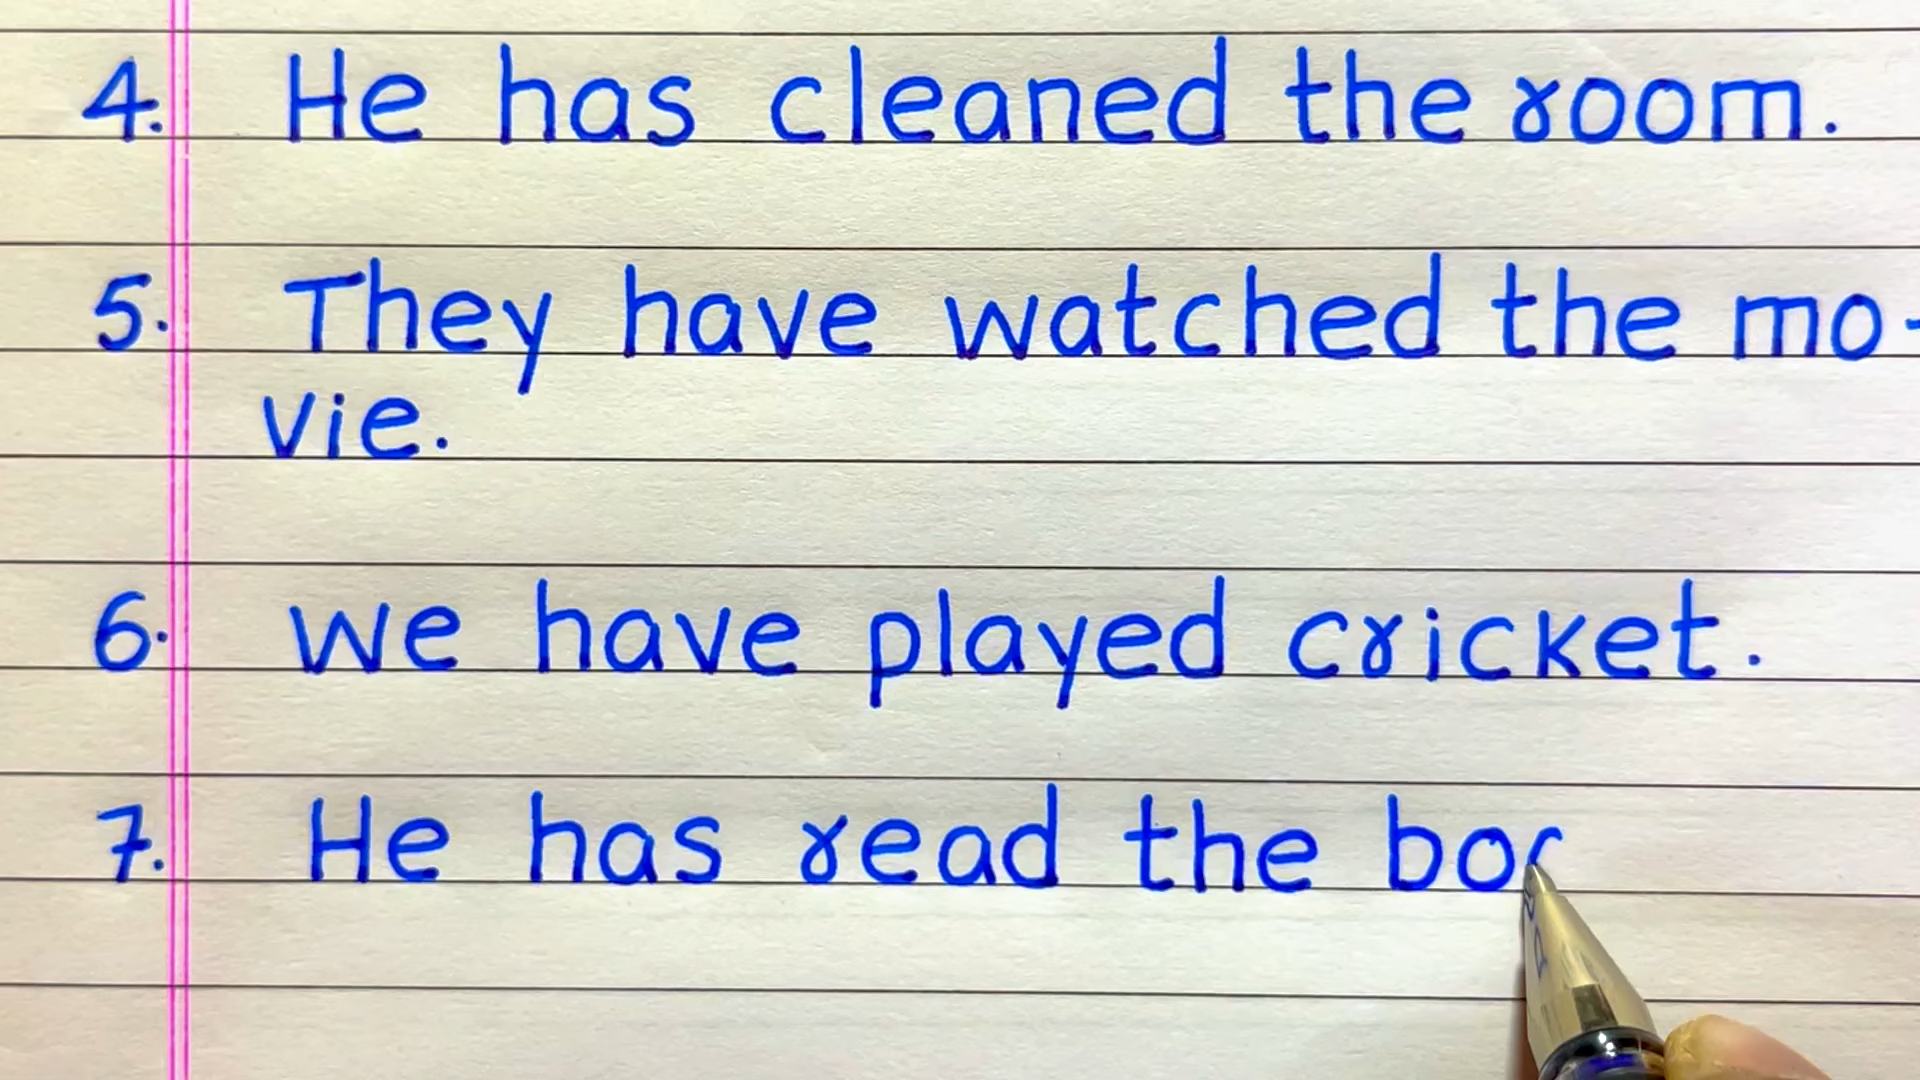 4. He has cleaned the room.
5. They have watched the mo-
vie.
6. We have played cricket.
7. He has read the